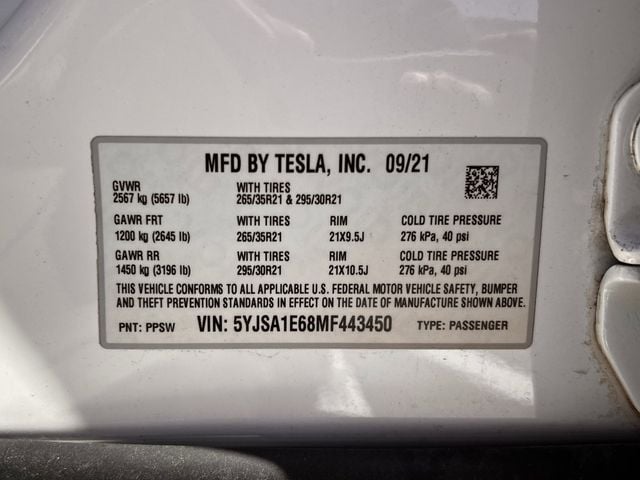 MFD BY TESLA, INC. 09/21
GVWR WITH TIRES
2567 kg (5657 lb) 265/35R21 & 295/30R21
GAWR FRT WITH TIRES RIM COLD TIRE PRESSURE
1200 kg (2645 lb) 265/35R21 21X9.5J 276 kPa, 40 psi
GAWR RR WITH TIRES RIM COLD TIRE PRESSURE
1450 kg (3196 lb) 295/30R21 21X10.5J 276 kPa, 40 psi
THIS VEHICLE CONFORMS TO ALL APPLICABLE U.S. FEDERAL MOTOR VEHICLE SAFETY, BUMPER
AND THEFT PREVENTION STANDARDS IN EFFECT ON THE DATE OF MANUFACTURE SHOWN ABOVE.
PNT: PPSW VIN: 5YJSA1E68MF443450 TYPE: PASSENGER